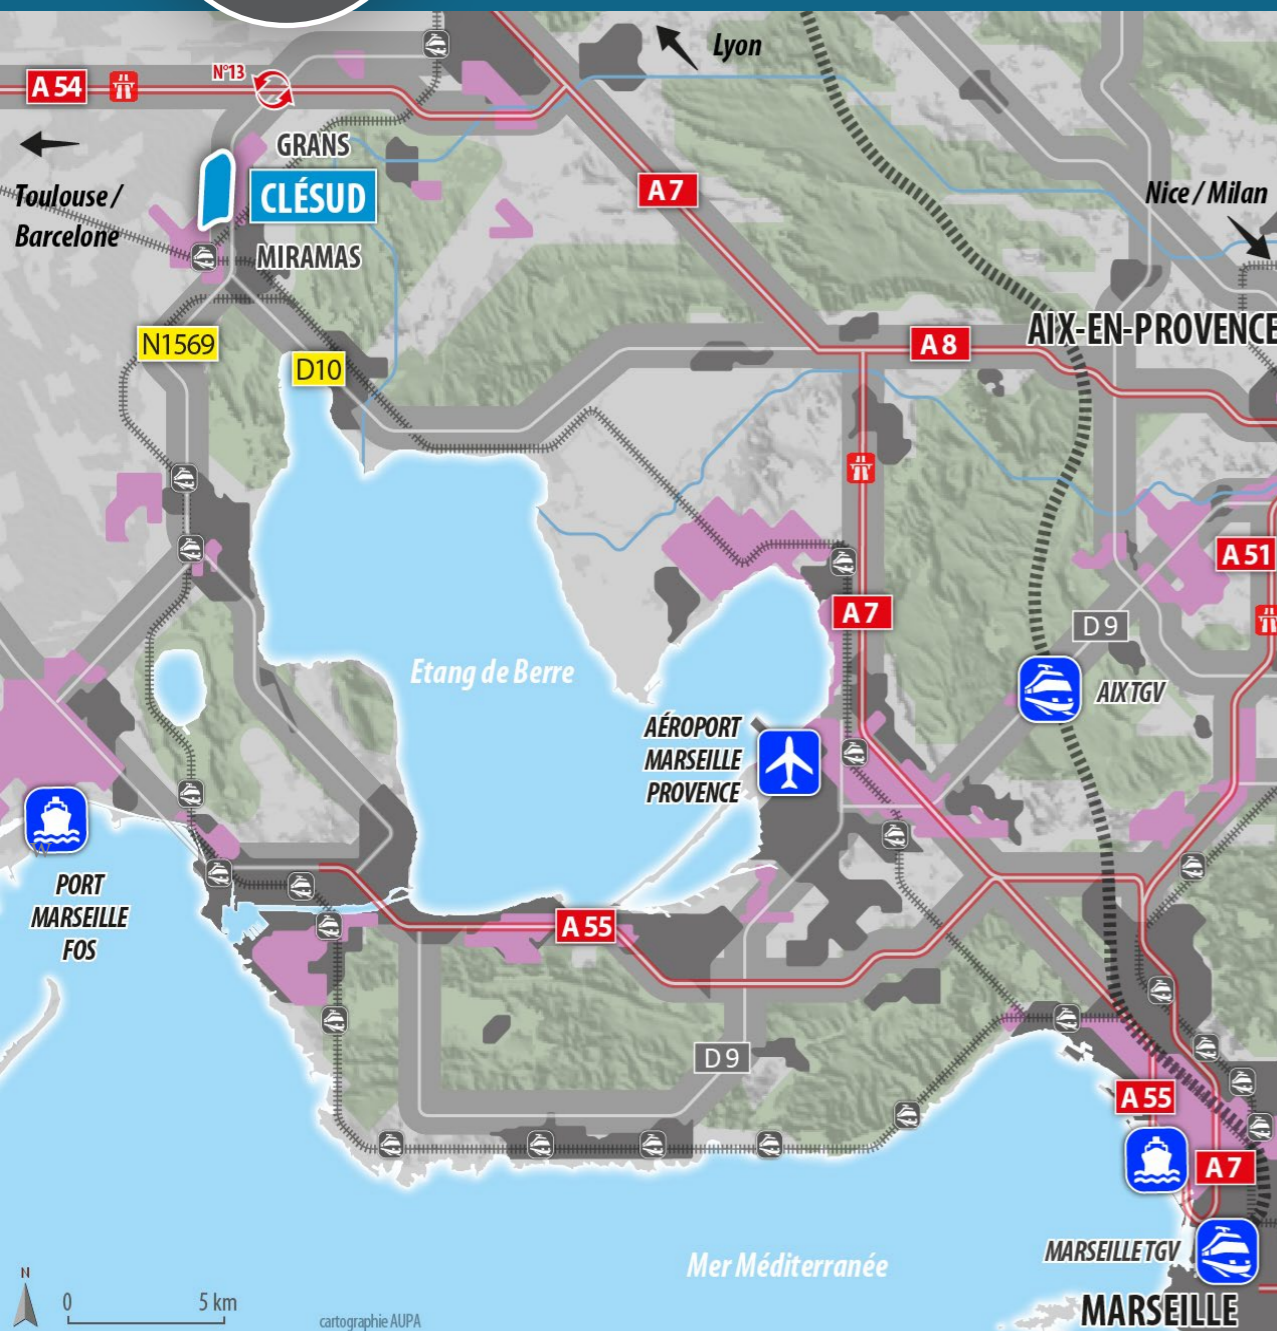 Lyon
A 54
N°13
GRANS
CLÉSUD
A 7
Toulouse /
Barcelone
Nice / Milan
MIRAMAS
AIX-EN-PROVENCE
N1569
A 8
D10
A 51
A 7
D 9
Etang de Berre
AIX TGV
AÉROPORT
MARSEILLE
PROVENCE
W
PORT
MARSEILLE
FOS
A 55
D 9
A 55
A 7
MARSEILLE TGV
Mer Méditerranée
MARSEILLE
N
0 5 km
cartographie AUPA